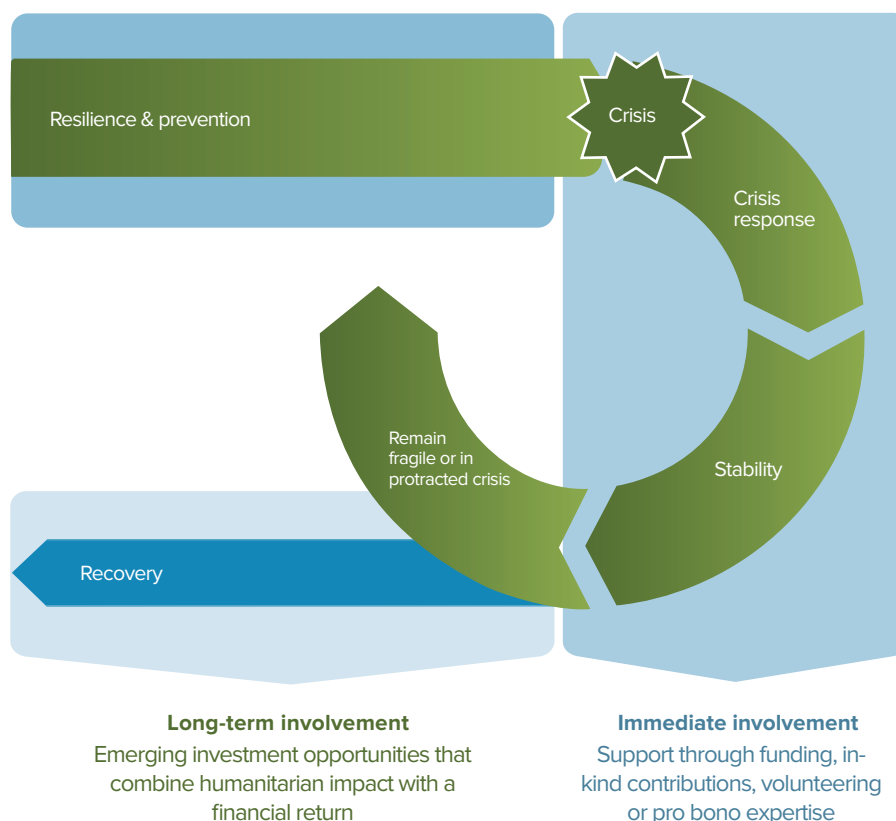 Resilience & prevention
Crisis
Crisis
response
Remain
fragile or in
protracted crisis
Stability
Recovery
Long-term involvement
Emerging investment opportunities that
combine humanitarian impact with a
financial return
Immediate involvement
Support through funding, in-
kind contributions, volunteering
or pro bono expertise